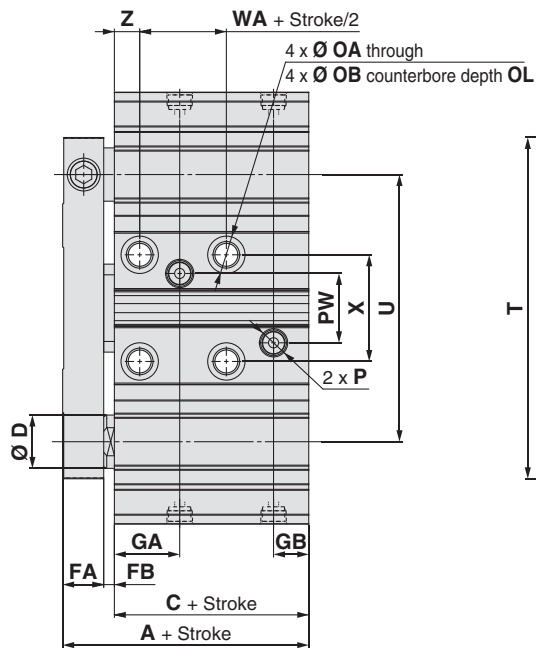 Z
WA + Stroke/2
4 x Ø OA through
4 x Ø OB counterbore depth OL
PW
X
U
T
2 x P
Ø D
GA
GB
FA
FB
C + Stroke
A + Stroke